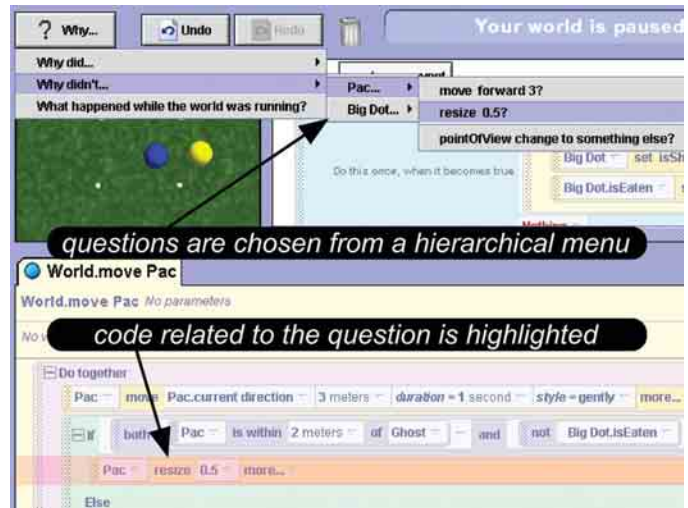 ? Why... Undo Redo Your world is paused
Why did...
Why didn't... Pac... move forward 3?
What happened while the world was running? Big Dot... resize 0.5?
pointOfView change to something else?
Big Dot set isSh
Do this once, when it becomes true
Big Dot.isEaten s
Nothing
questions are chosen from a hierarchical menu
World.move Pac
World.move Pac No parameters
No v
code related to the question is highlighted
Do together
Pac move Pac.current direction 3 meters duration = 1 second style = gently more...
If both Pac is within 2 meters of Ghost and not Big Dot.isEaten
Pac resize 0.5 more...
Else